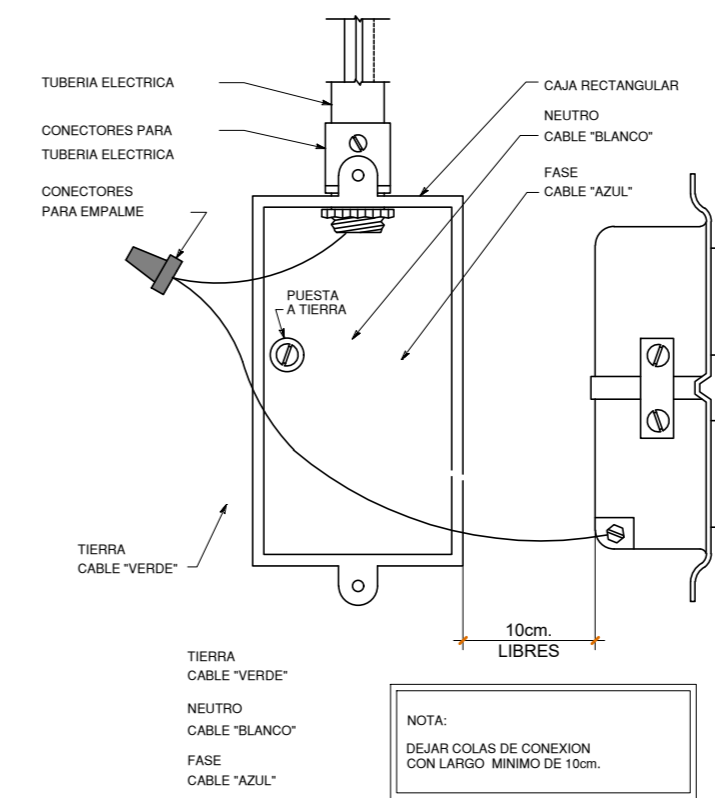 TUBERIA ELECTRICA
CONECTORES PARA
TUBERIA ELECTRICA
CONECTORES
PARA EMPALME
CAJA RECTANGULAR
NEUTRO
CABLE "BLANCO"
FASE
CABLE "AZUL"
PUESTA
A TIERRA
TIERRA
CABLE "VERDE"
10cm.
LIBRES
TIERRA
CABLE "VERDE"
NEUTRO
CABLE "BLANCO"
FASE
CABLE "AZUL"
NOTA:
DEJAR COLAS DE CONEXION
CON LARGO MINIMO DE 10cm.